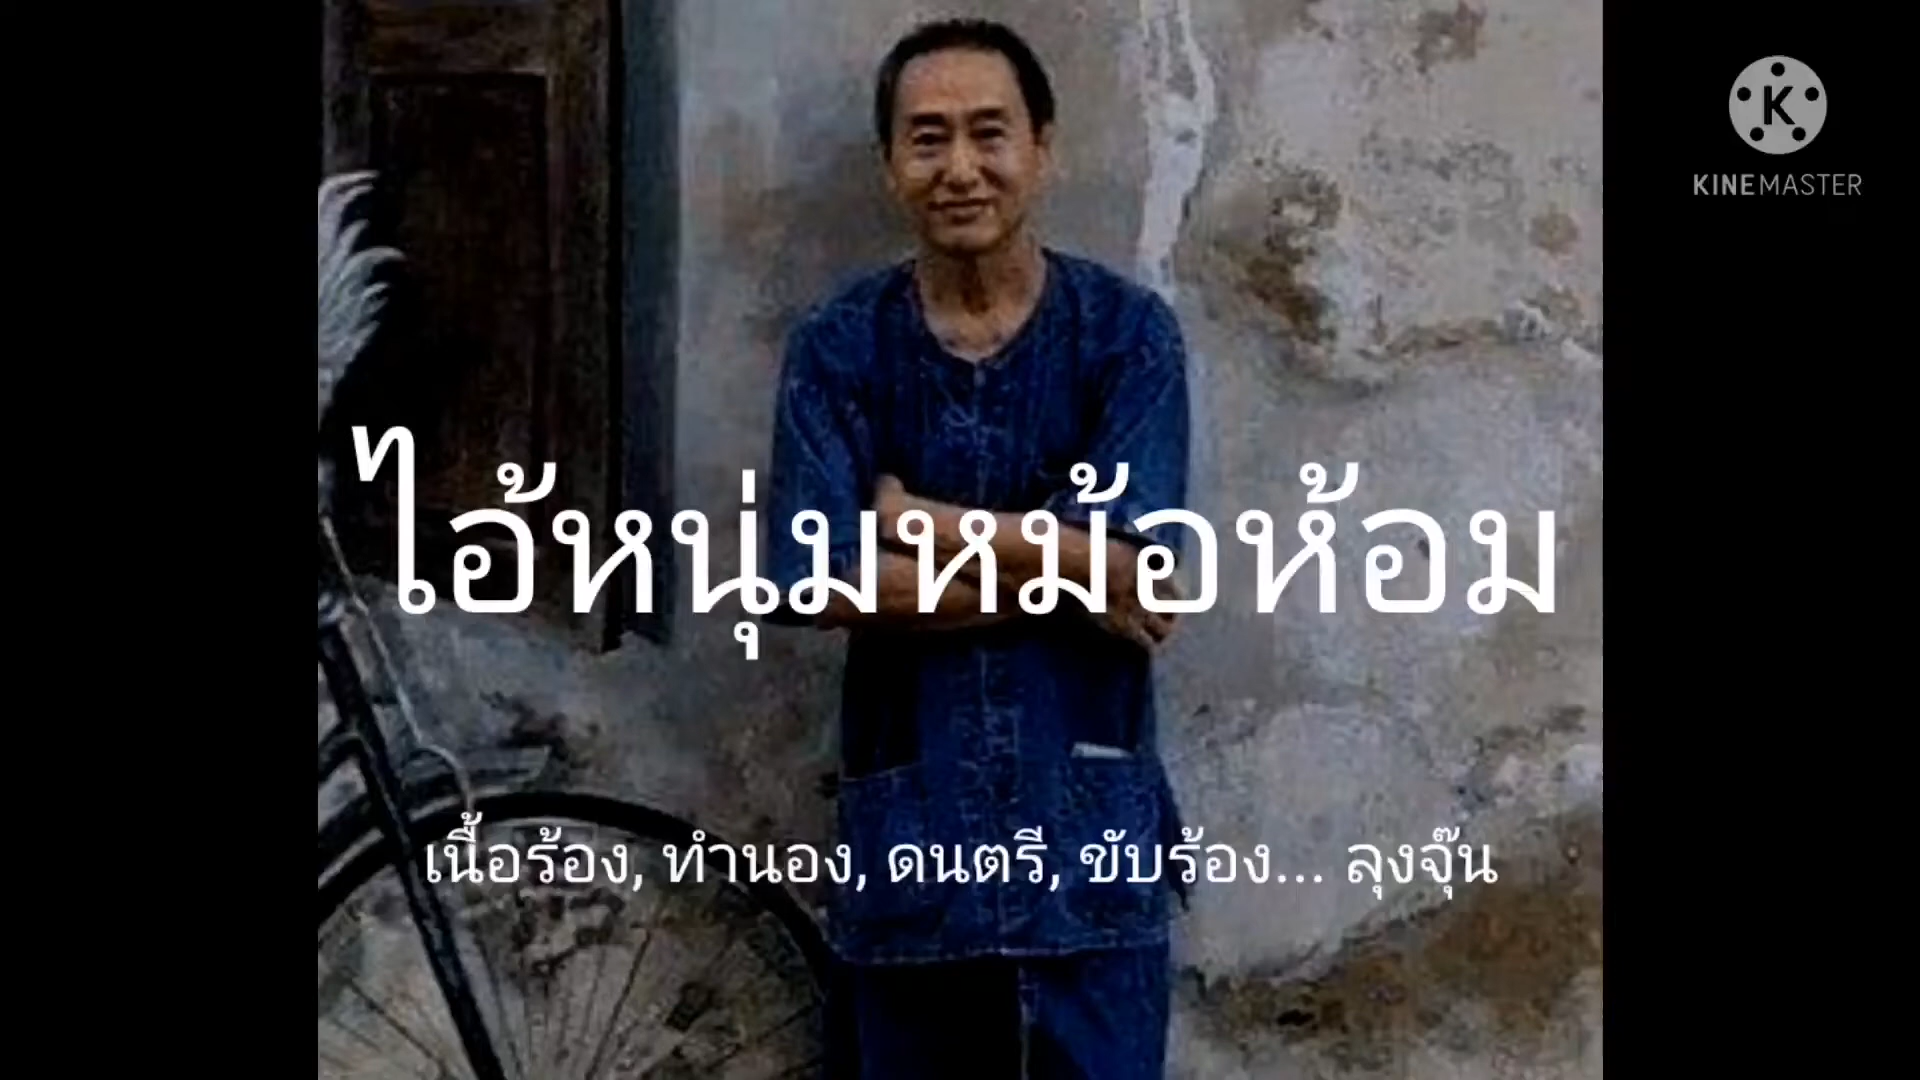 K
KINEMASTER
ไอ้หนุ่มหม้อห้อม
เนื้อร้อง, ทำนอง, ดนตรี, ขับร้อง... ลุงจุ๊น